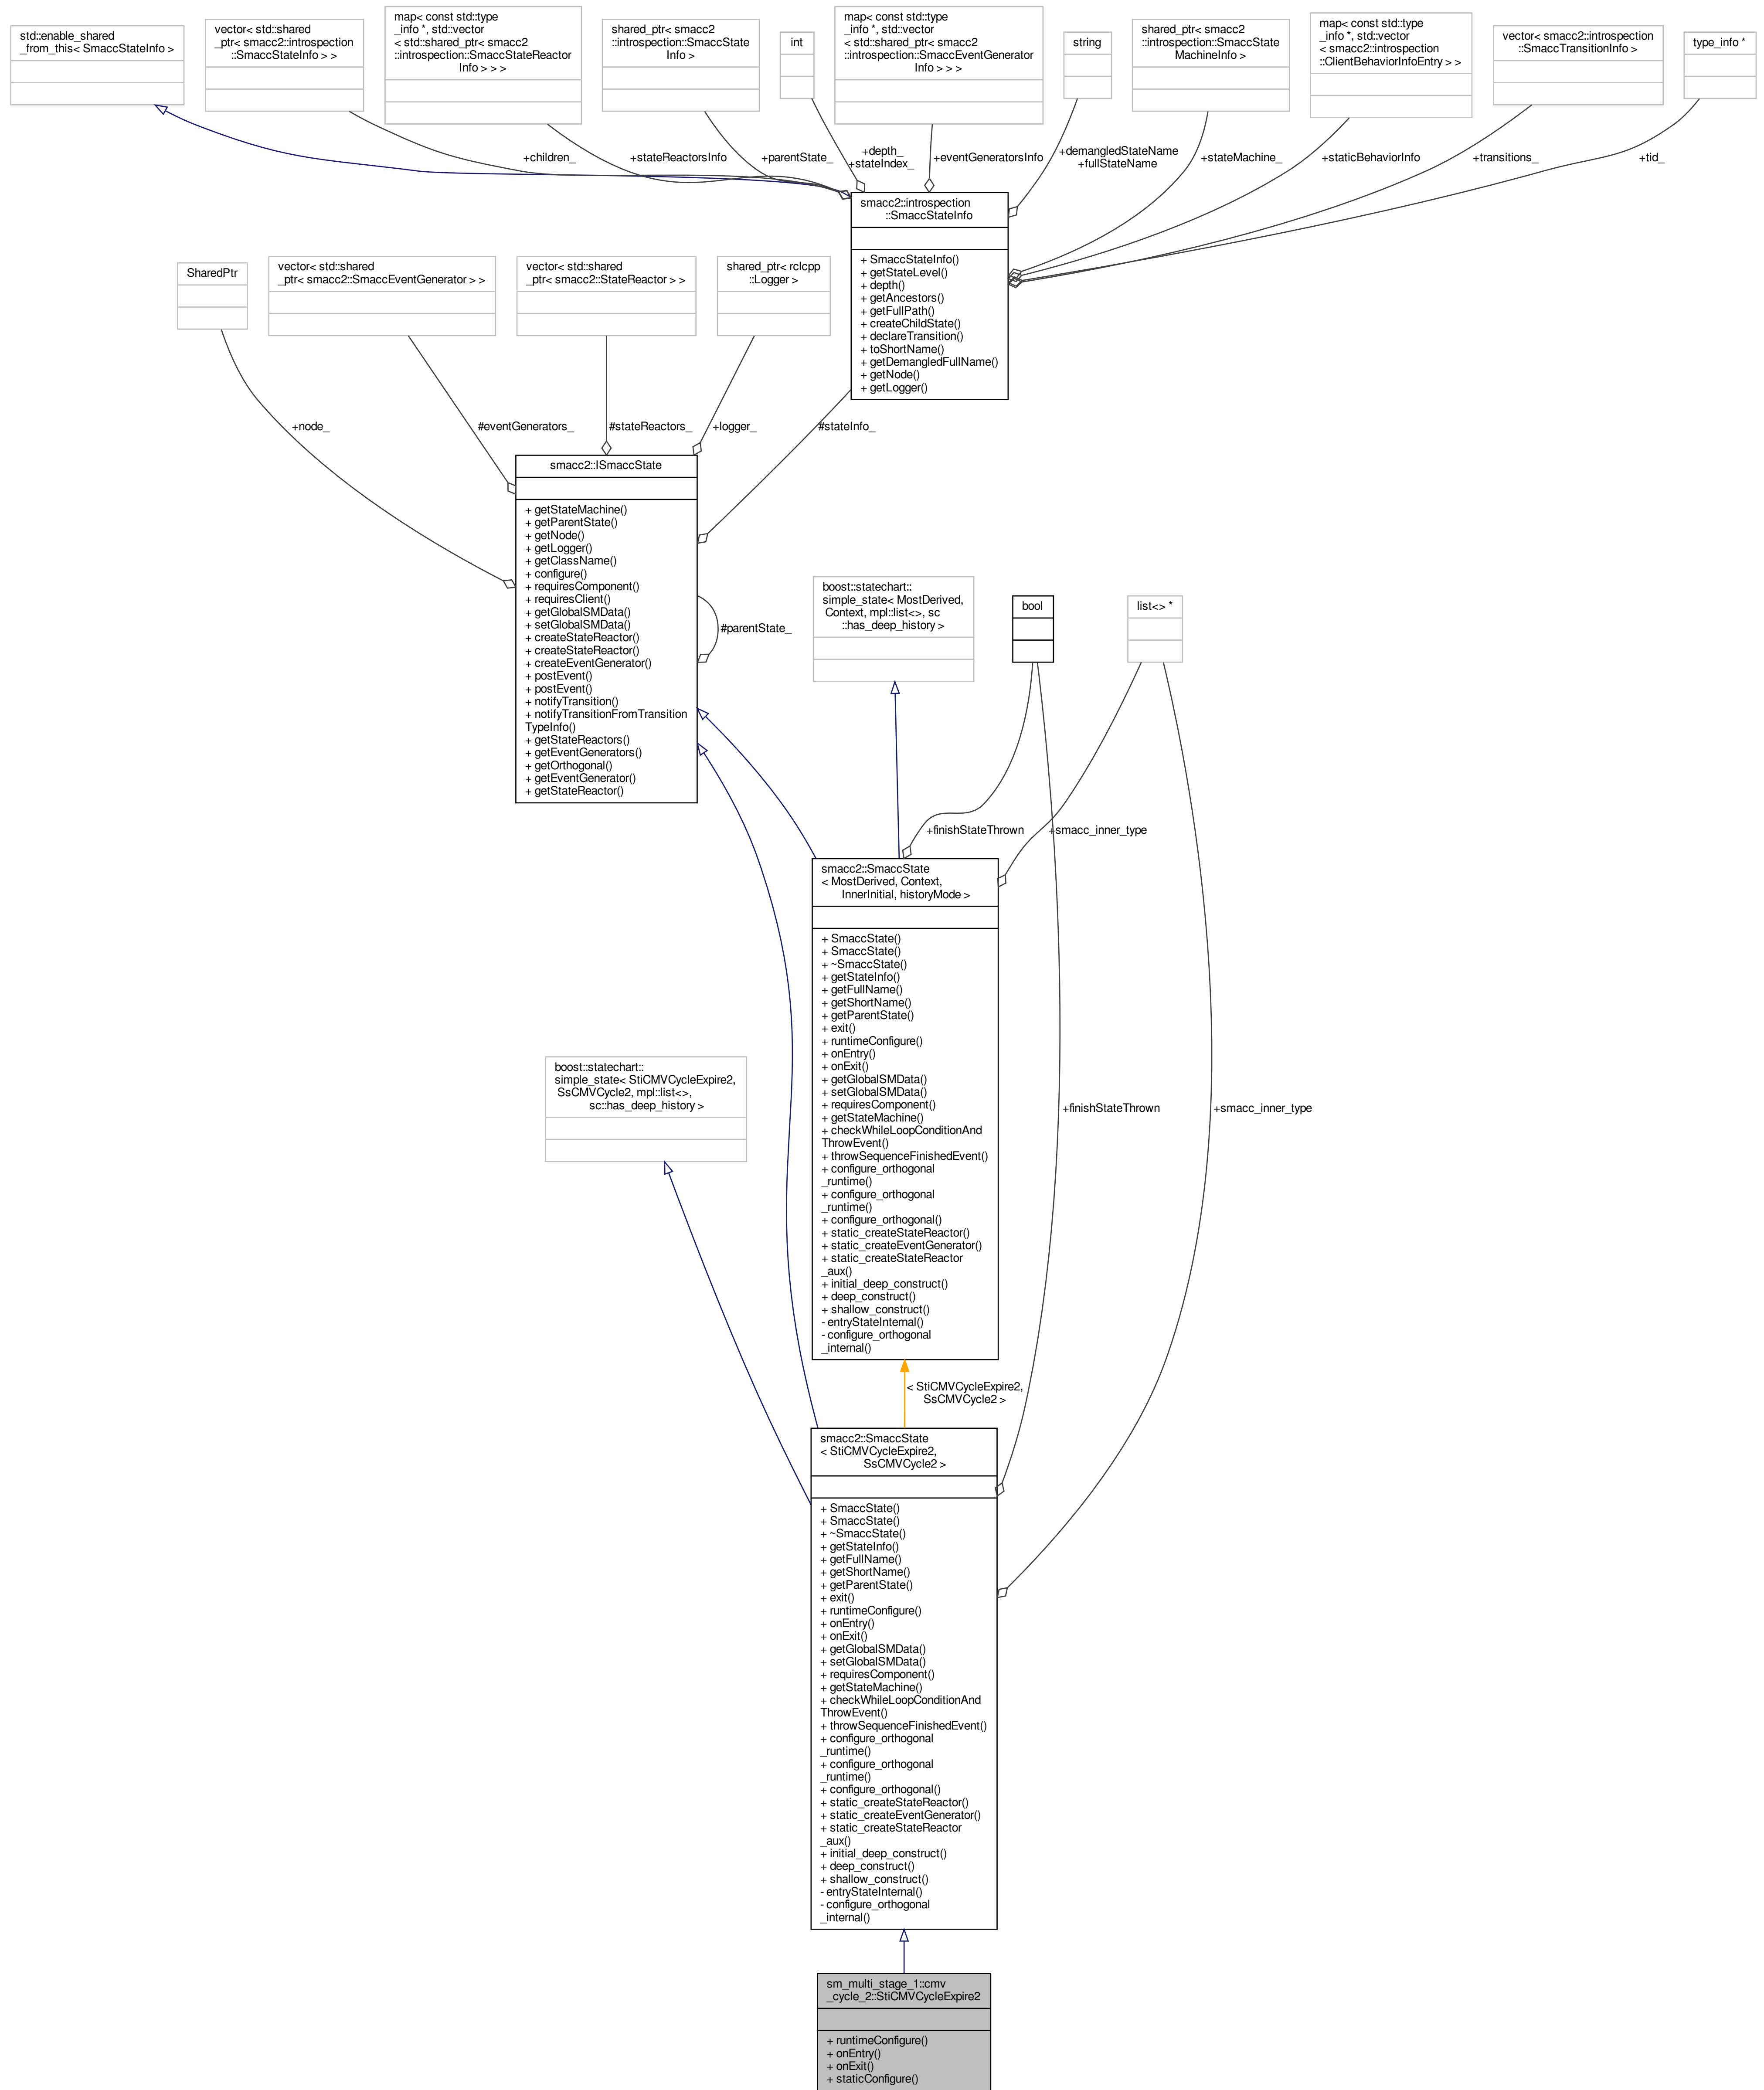 std::enable_shared
_from_this< SmaccStateInfo >
vector< std::shared
_ptr< smacc2::introspection
::SmaccStateInfo > >
map< const std::type
_info *, std::vector
< std::shared_ptr< smacc2
::introspection::SmaccStateReactor
Info > > >
shared_ptr< smacc2
::introspection::SmaccState
Info >
int
map< const std::type
_info *, std::vector
< std::shared_ptr< smacc2
::introspection::SmaccEventGenerator
Info > > >
string
shared_ptr< smacc2
::introspection::SmaccState
MachineInfo >
map< const std::type
_info *, std::vector
< smacc2::introspection
::ClientBehaviorInfoEntry > >
vector< smacc2::introspection
::SmaccTransitionInfo >
type_info *
+children_
+stateReactorsInfo
+parentState_
+depth_
+stateIndex_
+eventGeneratorsInfo
+demangledStateName
+fullStateName
+stateMachine_
+staticBehaviorInfo
+transitions_
+tid_
smacc2::introspection
::SmaccStateInfo
+ SmaccStateInfo()
+ getStateLevel()
+ depth()
+ getAncestors()
+ getFullPath()
+ createChildState()
+ declareTransition()
+ toShortName()
+ getDemangledFullName()
+ getNode()
+ getLogger()
SharedPtr
vector< std::shared
_ptr< smacc2::SmaccEventGenerator > >
vector< std::shared
_ptr< smacc2::StateReactor > >
shared_ptr< rclcpp
::Logger >
+node_
#eventGenerators_
#stateReactors_
+logger_
#stateInfo_
smacc2::ISmaccState
+ getStateMachine()
+ getParentState()
+ getNode()
+ getLogger()
+ getClassName()
+ configure()
+ requiresComponent()
+ requiresClient()
+ getGlobalSMData()
+ setGlobalSMData()
+ createStateReactor()
+ createStateReactor()
+ createEventGenerator()
+ postEvent()
+ postEvent()
+ notifyTransition()
+ notifyTransitionFromTransition
TypeInfo()
+ getStateReactors()
+ getEventGenerators()
+ getOrthogonal()
+ getEventGenerator()
+ getStateReactor()
#parentState_
boost::statechart::
simple_state< MostDerived,
Context, mpl::list<>, sc
::has_deep_history >
bool
list<> *
+finishStateThrown
+smacc_inner_type
smacc2::SmaccState
< MostDerived, Context,
InnerInitial, historyMode >
+ SmaccState()
+ SmaccState()
+ ~SmaccState()
+ getStateInfo()
+ getFullName()
+ getShortName()
+ getParentState()
+ exit()
+ runtimeConfigure()
+ onEntry()
+ onExit()
+ getGlobalSMData()
+ setGlobalSMData()
+ requiresComponent()
+ getStateMachine()
+ checkWhileLoopConditionAnd
ThrowEvent()
+ throwSequenceFinishedEvent()
+ configure_orthogonal
_runtime()
+ configure_orthogonal
_runtime()
+ configure_orthogonal()
+ static_createStateReactor()
+ static_createEventGenerator()
+ static_createStateReactor
_aux()
+ initial_deep_construct()
+ deep_construct()
+ shallow_construct()
- entryStateInternal()
- configure_orthogonal
_internal()
boost::statechart::
simple_state< StiCMVCycleExpire2,
SsCMVCycle2, mpl::list<>,
sc::has_deep_history >
+finishStateThrown
+smacc_inner_type
< StiCMVCycleExpire2,
SsCMVCycle2 >
smacc2::SmaccState
< StiCMVCycleExpire2,
SsCMVCycle2 >
+ SmaccState()
+ SmaccState()
+ ~SmaccState()
+ getStateInfo()
+ getFullName()
+ getShortName()
+ getParentState()
+ exit()
+ runtimeConfigure()
+ onEntry()
+ onExit()
+ getGlobalSMData()
+ setGlobalSMData()
+ requiresComponent()
+ getStateMachine()
+ checkWhileLoopConditionAnd
ThrowEvent()
+ throwSequenceFinishedEvent()
+ configure_orthogonal
_runtime()
+ configure_orthogonal
_runtime()
+ configure_orthogonal()
+ static_createStateReactor()
+ static_createEventGenerator()
+ static_createStateReactor
_aux()
+ initial_deep_construct()
+ deep_construct()
+ shallow_construct()
- entryStateInternal()
- configure_orthogonal
_internal()
sm_multi_stage_1::cmv
_cycle_2::StiCMVCycleExpire2
+ runtimeConfigure()
+ onEntry()
+ onExit()
+ staticConfigure()